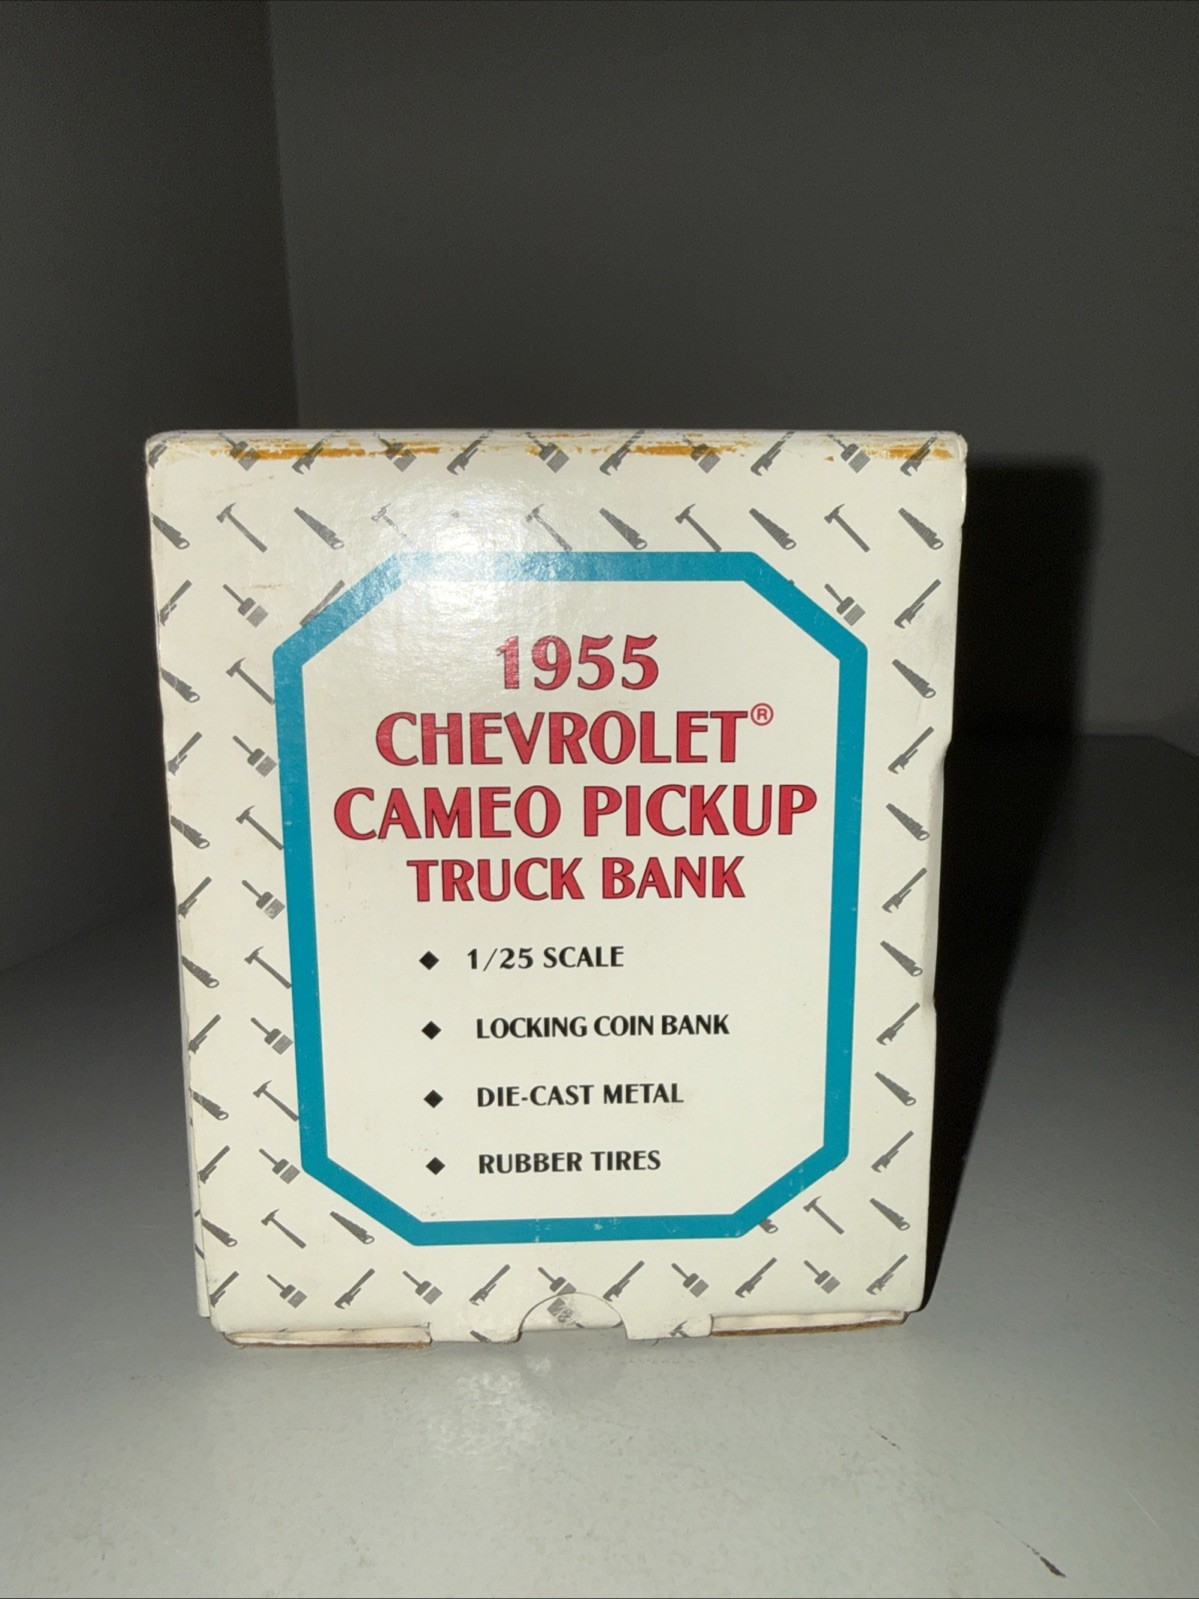 1955
CHEVROLET®
CAMEO PICKUP
TRUCK BANK
◆ 1/25 SCALE
◆ LOCKING COIN BANK
◆ DIE-CAST METAL
◆ RUBBER TIRES